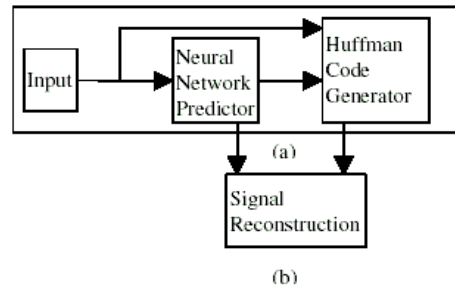 Input
Neural
Network
Predictor
Huffman
Code
Generator
(a)
Signal
Reconstruction
(b)